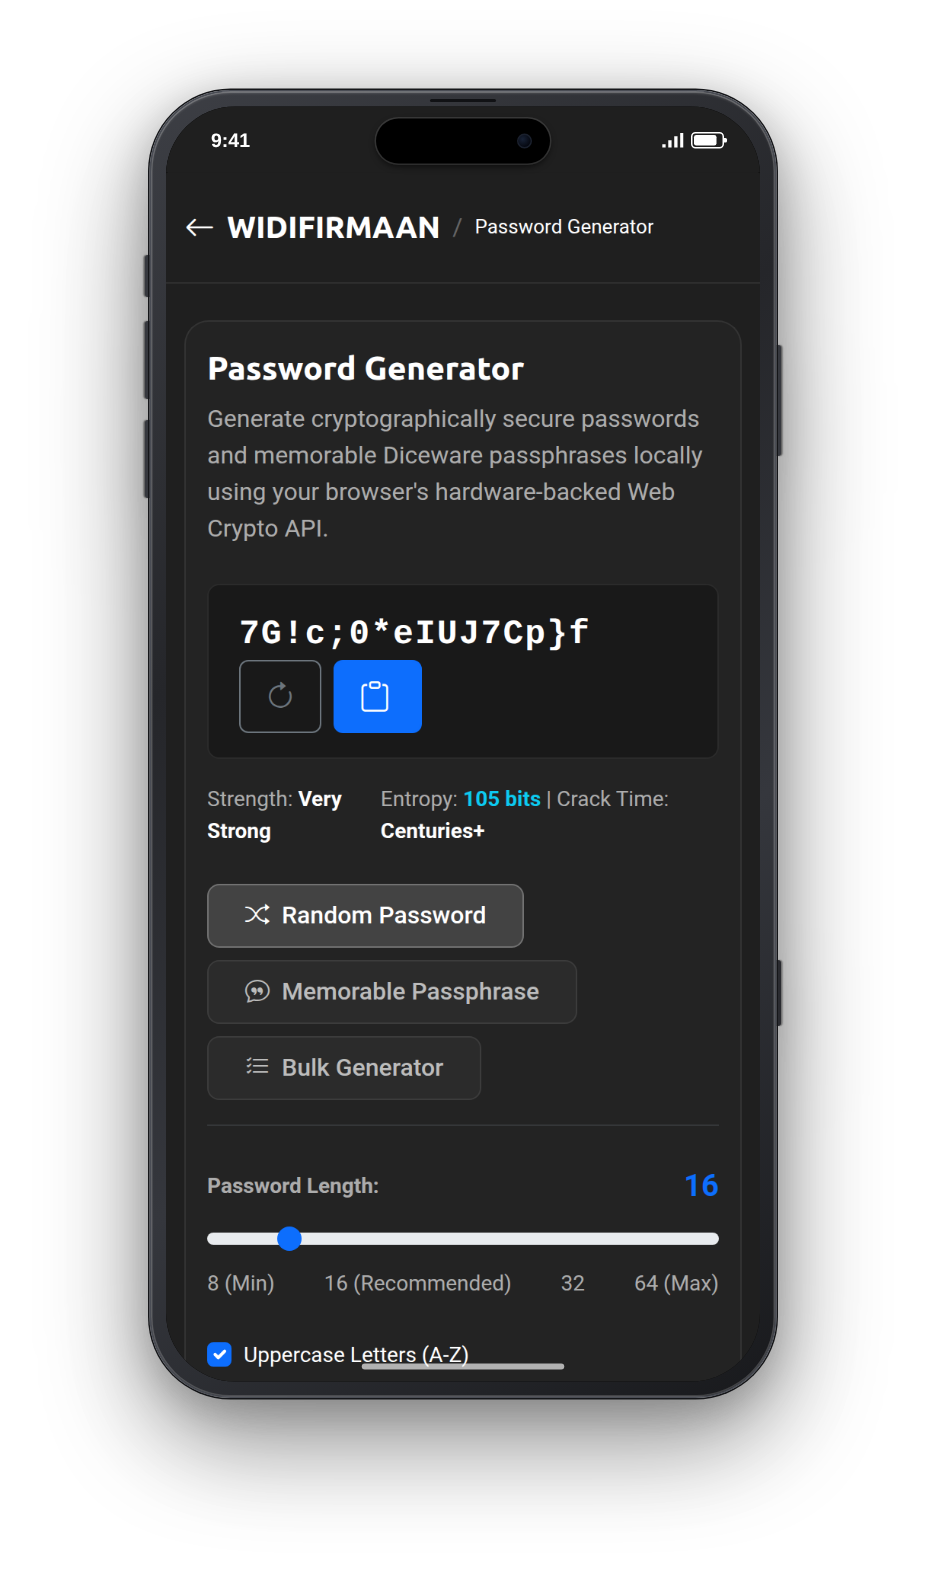 9:41
WIDIFIRMAAN / Password Generator
Password Generator
Generate cryptographically secure passwords
and memorable Diceware passphrases locally
using your browser's hardware-backed Web
Crypto API.
7G!c;0*eIUJ7Cp}f
Strength: Very
Strong
Entropy: 105 bits | Crack Time:
Centuries+
Random Password
Memorable Passphrase
Bulk Generator
Password Length: 16
8 (Min) 16 (Recommended) 32 64 (Max)
Uppercase Letters (A-Z)